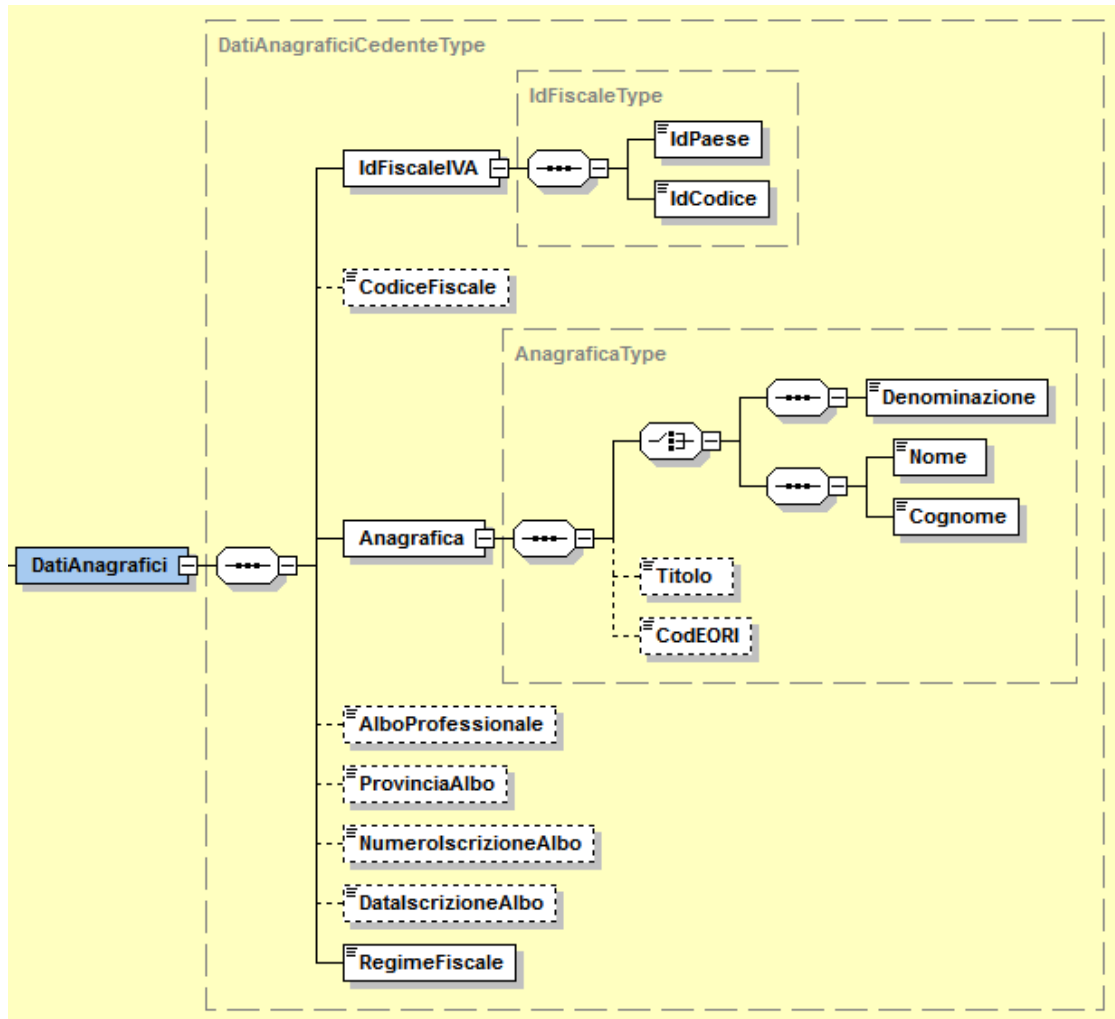 DatiAnagraficiCedenteType
IdFiscaleType
IdPaese
IdFiscaleIVA
IdCodice
CodiceFiscale
AnagraficaType
Denominazione
Nome
Cognome
Anagrafica
DatiAnagrafici
Titolo
CodEORI
AlboProfessionale
ProvinciaAlbo
NumeroIscrizioneAlbo
DataIscrizioneAlbo
RegimeFiscale